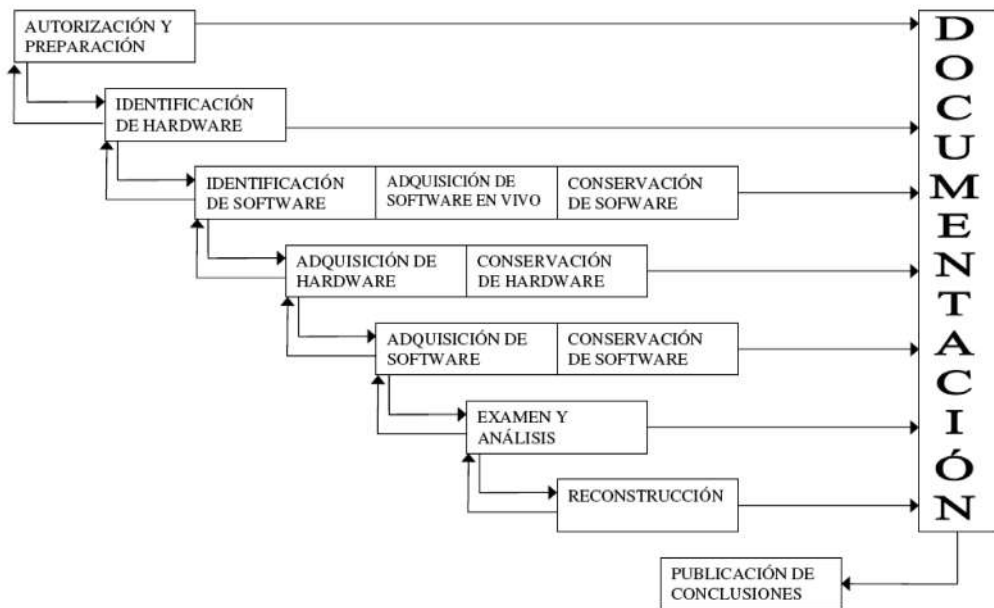 AUTORIZACIÓN Y
PREPARACIÓN
IDENTIFICACIÓN
DE HARDWARE
IDENTIFICACIÓN
DE SOFTWARE
ADQUISICIÓN DE
SOFTWARE EN VIVO
CONSERVACIÓN
DE SOFWARE
ADQUISICIÓN DE
HARDWARE
CONSERVACIÓN
DE HARDWARE
ADQUISICIÓN DE
SOFTWARE
CONSERVACIÓN
DE SOFTWARE
EXAMEN Y
ANÁLISIS
RECONSTRUCCIÓN
DOCUMENTACIÓN
PUBLICACIÓN DE
CONCLUSIONES